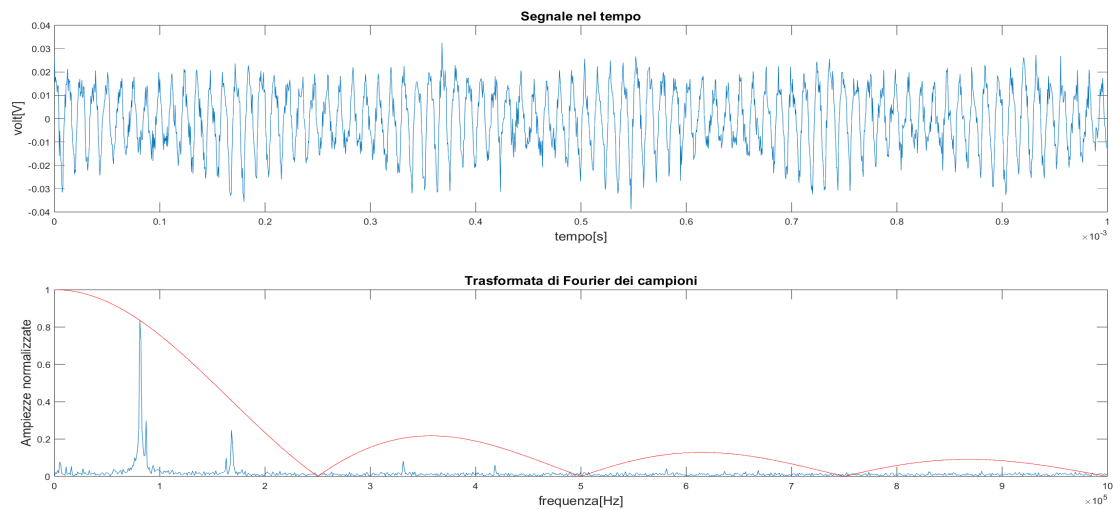 Segnale nel tempo
0.04
0.03
0.02
0.01
0
-0.01
-0.02
-0.03
-0.04
volt[V]
0 0.1 0.2 0.3 0.4 0.5 0.6 0.7 0.8 0.9 1
tempo[s]
×10⁻³
Trasformata di Fourier dei campioni
1
0.8
0.6
0.4
0.2
0
Ampiezze normalizzate
0 1 2 3 4 5 6 7 8 9 10
frequenza[Hz]
×10⁵